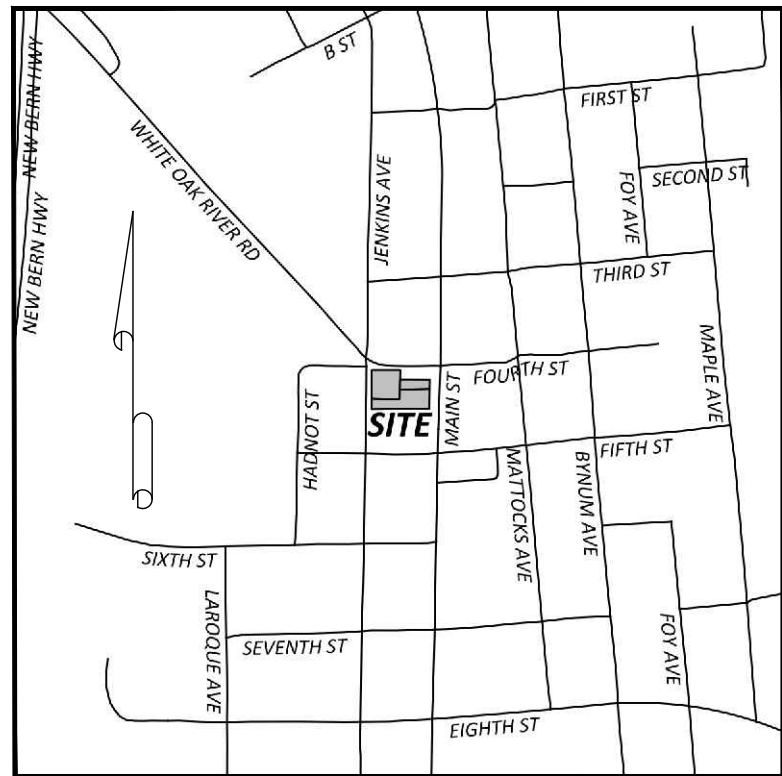 B ST
NEW BERN HWY
FIRST ST
WHITE OAK RIVER RD
JENKINS AVE
SECOND ST
FOY AVE
NEW BERN HWY
THIRD ST
MAPLE AVE
FOURTH ST
MAIN ST
SITE
HADNOT ST
FIFTH ST
MATTOCKS AVE
BYNUM AVE
SIXTH ST
LAROQUE AVE
FOY AVE
SEVENTH ST
EIGHTH ST